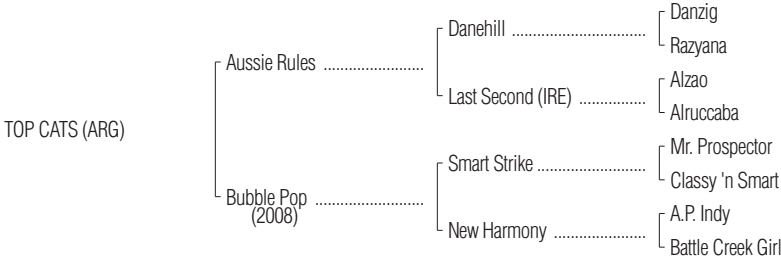 Danzig
Danehill ..............................
Razyana
Aussie Rules ......................
Alzao
Last Second (IRE) ...............
Alruccaba
TOP CATS (ARG)
Mr. Prospector
Smart Strike .........................
Classy 'n Smart
Bubble Pop ........................
(2008)
A.P. Indy
New Harmony .....................
Battle Creek Girl